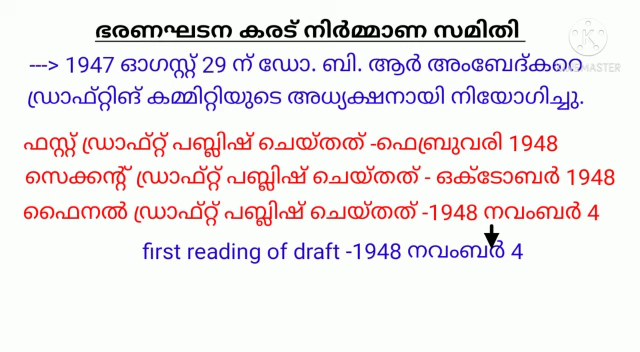 ഭരണഘടന കരട് നിർമ്മാണ സമിതി
---> 1947 ഓഗസ്റ്റ് 29 ന് ഡോ. ബി. ആർ അംബേദ്കറെ
ഡ്രാഫ്റ്റിങ് കമ്മിറ്റിയുടെ അധ്യക്ഷനായി നിയോഗിച്ചു.
ഫസ്റ്റ് ഡ്രാഫ്റ്റ് പബ്ലിഷ് ചെയ്തത് -ഫെബ്രുവരി 1948
സെക്കന്റ് ഡ്രാഫ്റ്റ് പബ്ലിഷ് ചെയ്തത് - ഒക്ടോബർ 1948
ഫൈനൽ ഡ്രാഫ്റ്റ് പബ്ലിഷ് ചെയ്തത് -1948 നവംബർ 4
first reading of draft -1948 നവംബർ 4